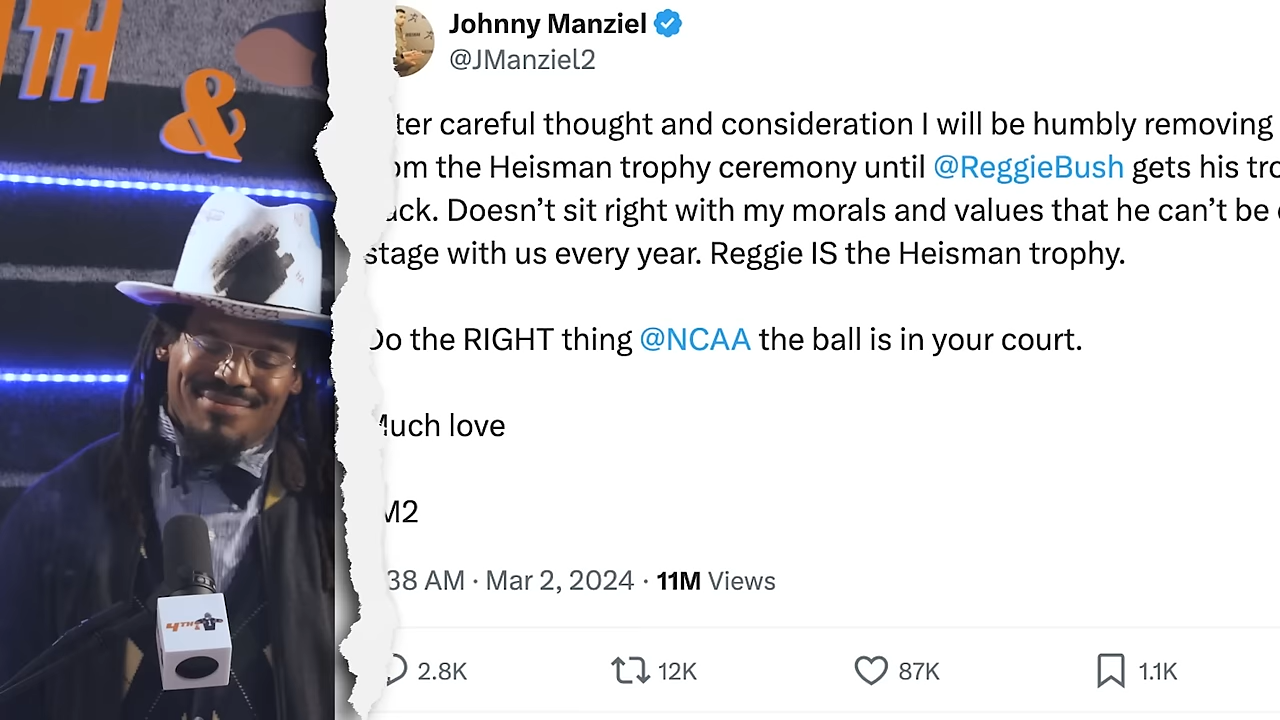 TH
&
Johnny Manziel
@JManziel2
ter careful thought and consideration I will be humbly removing
om the Heisman trophy ceremony until @ReggieBush gets his tro
ack. Doesn’t sit right with my morals and values that he can’t be
stage with us every year. Reggie IS the Heisman trophy.
Do the RIGHT thing @NCAA the ball is in your court.
Much love
M2
38 AM · Mar 2, 2024 · 11M Views
2.8K 12K 87K 1.1K
4TH